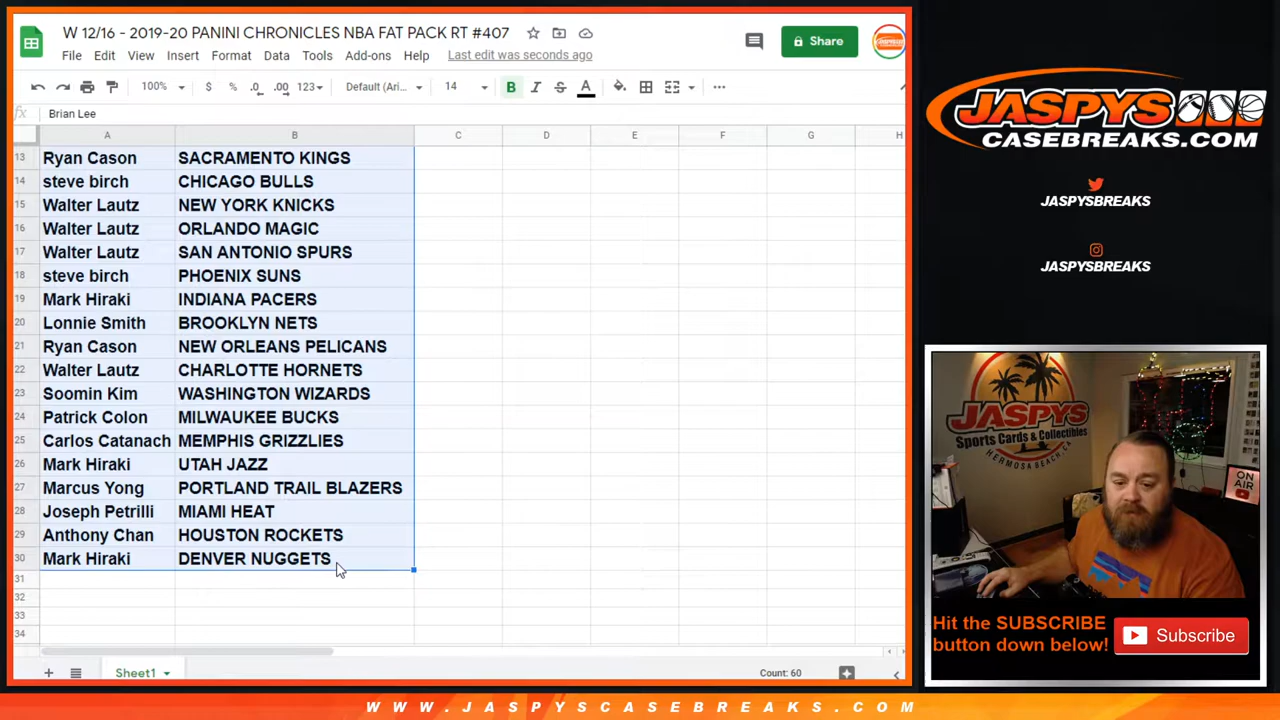 W 12/16 - 2019-20 PANINI CHRONICLES NBA FAT PACK RT #407
File Edit View Insert Format Data Tools Add-ons Help Last edit was seconds ago
Share
100% $ % .0 .00 123 Default (Ari... 14 B I S A
fx Brian Lee
A B C D E F G H
13 Ryan Cason SACRAMENTO KINGS
14 steve birch CHICAGO BULLS
15 Walter Lautz NEW YORK KNICKS
16 Walter Lautz ORLANDO MAGIC
17 Walter Lautz SAN ANTONIO SPURS
18 steve birch PHOENIX SUNS
19 Mark Hiraki INDIANA PACERS
20 Lonnie Smith BROOKLYN NETS
21 Ryan Cason NEW ORLEANS PELICANS
22 Walter Lautz CHARLOTTE HORNETS
23 Soomin Kim WASHINGTON WIZARDS
24 Patrick Colon MILWAUKEE BUCKS
25 Carlos Catanach MEMPHIS GRIZZLIES
26 Mark Hiraki UTAH JAZZ
27 Marcus Yong PORTLAND TRAIL BLAZERS
28 Joseph Petrilli MIAMI HEAT
29 Anthony Chan HOUSTON ROCKETS
30 Mark Hiraki DENVER NUGGETS
31
32
33
34
Sheet1 Count: 60
JASPYS
CASEBREAKS.COM
JASPYSBREAKS
JASPYSBREAKS
JASPYS
Sports Cards & Collectibles
HERMOSA BEACH, CA
ON AIR
Hit the SUBSCRIBE
button down below!
Subscribe
WWW.JASPYSCASEBREAKS.COM